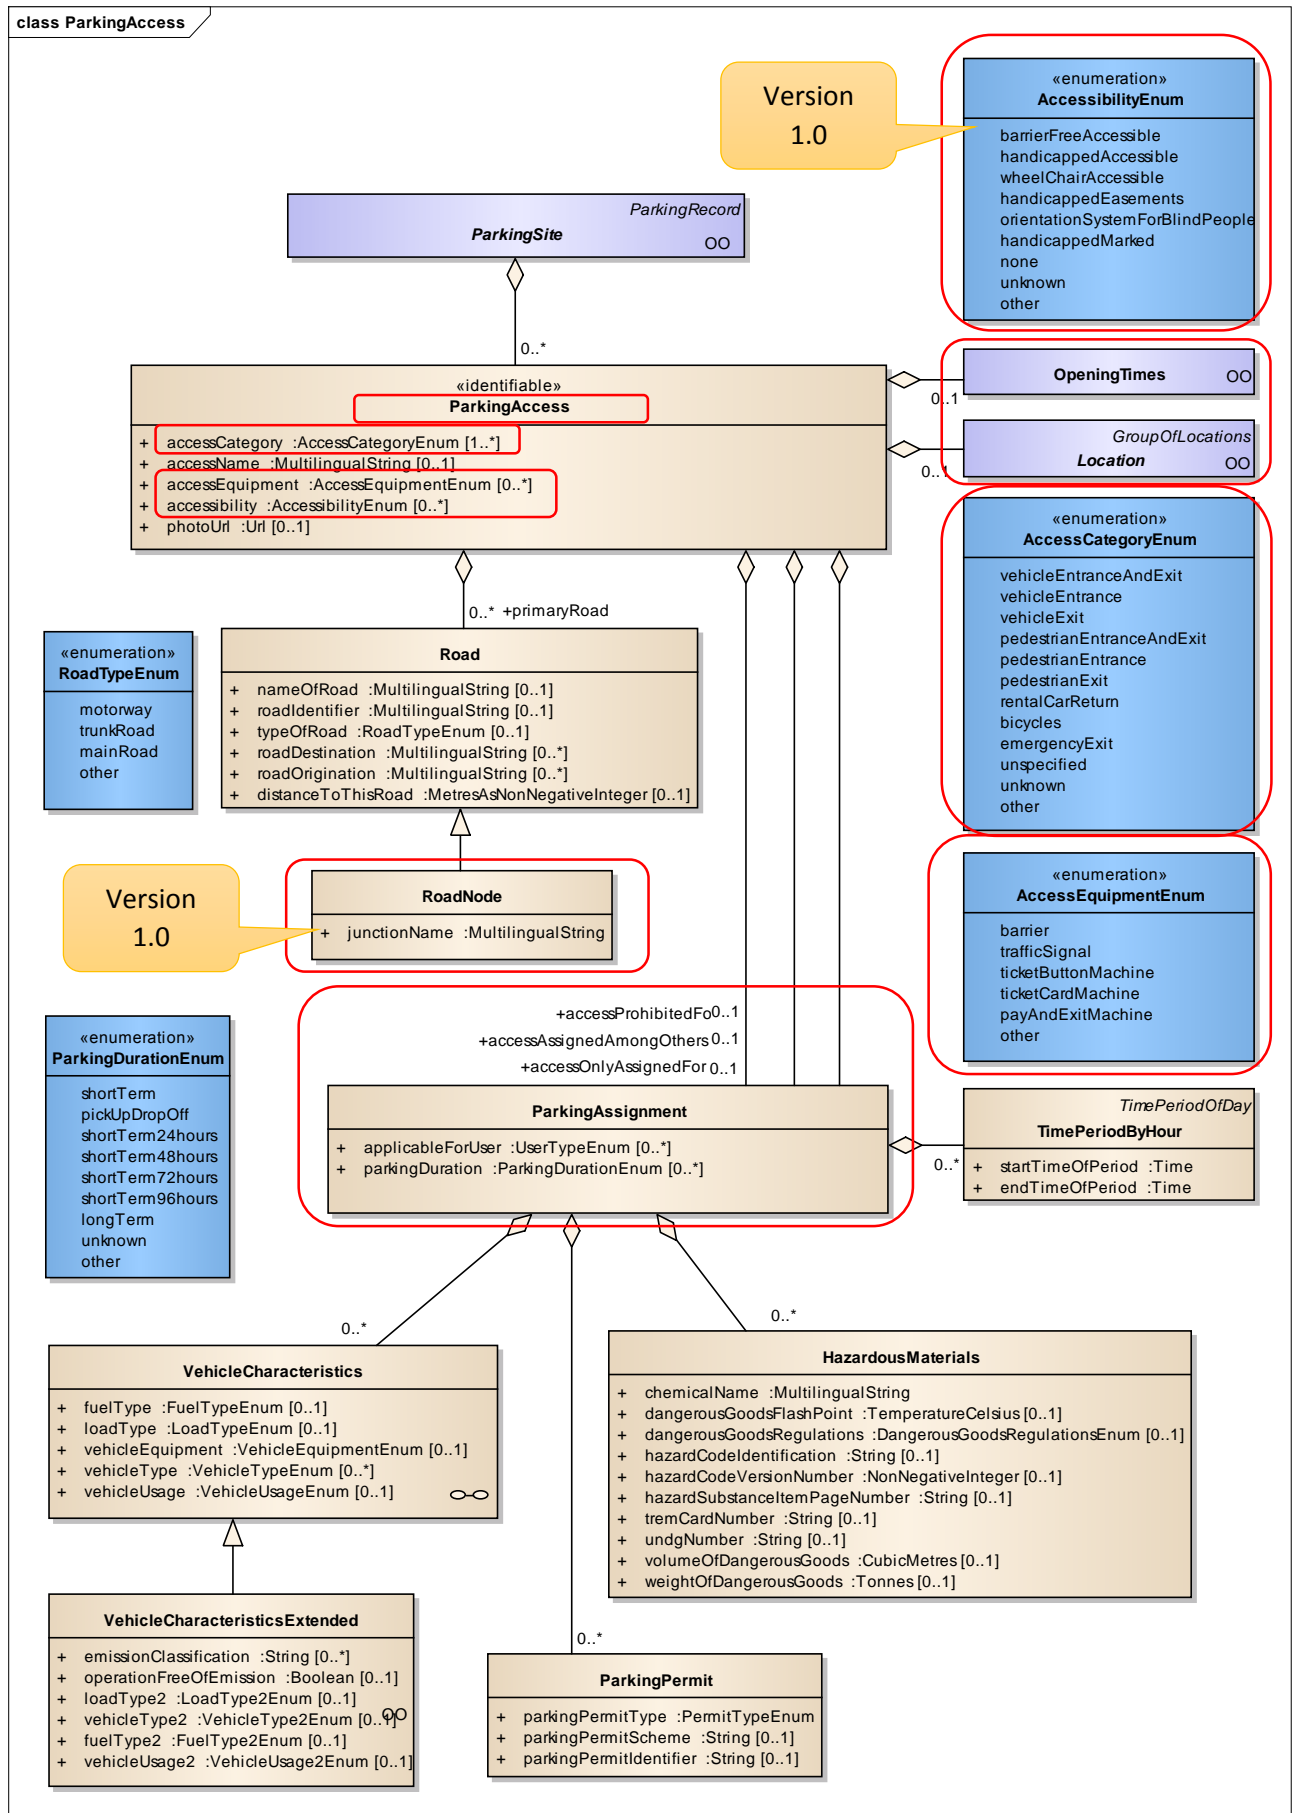 class ParkingAccess
«enumeration»
AccessibilityEnum
barrierFreeAccessible
handicappedAccessible
wheelChairAccessible
handicappedEasements
orientationSystemForBlindPeople
handicappedMarked
none
unknown
other
Version
1.0
ParkingRecord
ParkingSite
OO
0..*
«identifiable»
ParkingAccess
+ accessCategory :AccessCategoryEnum [1..*]
+ accessName :MultilingualString [0..1]
+ accessEquipment :AccessEquipmentEnum [0..*]
+ accessibility :AccessibilityEnum [0..*]
+ photoUrl :Url [0..1]
OpeningTimes
OO
0..1
GroupOfLocations
Location
OO
0..1
«enumeration»
AccessCategoryEnum
vehicleEntranceAndExit
vehicleEntrance
vehicleExit
pedestrianEntranceAndExit
pedestrianEntrance
pedestrianExit
rentalCarReturn
bicycles
emergencyExit
unspecified
unknown
other
0..* +primaryRoad
«enumeration»
RoadTypeEnum
motorway
trunkRoad
mainRoad
other
Road
+ nameOfRoad :MultilingualString [0..1]
+ roadIdentifier :MultilingualString [0..1]
+ typeOfRoad :RoadTypeEnum [0..1]
+ roadDestination :MultilingualString [0..*]
+ roadOrigination :MultilingualString [0..*]
+ distanceToThisRoad :MetresAsNonNegativeInteger [0..1]
Version
1.0
RoadNode
+ junctionName :MultilingualString
«enumeration»
AccessEquipmentEnum
barrier
trafficSignal
ticketButtonMachine
ticketCardMachine
payAndExitMachine
other
«enumeration»
ParkingDurationEnum
shortTerm
pickUpDropOff
shortTerm24hours
shortTerm48hours
shortTerm72hours
shortTerm96hours
longTerm
unknown
other
+accessProhibitedFo0..1
+accessAssignedAmongOthers 0..1
+accessOnlyAssignedFor 0..1
ParkingAssignment
+ applicableForUser :UserTypeEnum [0..*]
+ parkingDuration :ParkingDurationEnum [0..*]
0..*
TimePeriodOfDay
TimePeriodByHour
+ startTimeOfPeriod :Time
+ endTimeOfPeriod :Time
0..*
0..*
VehicleCharacteristics
+ fuelType :FuelTypeEnum [0..1]
+ loadType :LoadTypeEnum [0..1]
+ vehicleEquipment :VehicleEquipmentEnum [0..1]
+ vehicleType :VehicleTypeEnum [0..*]
+ vehicleUsage :VehicleUsageEnum [0..1]
HazardousMaterials
+ chemicalName :MultilingualString
+ dangerousGoodsFlashPoint :TemperatureCelsius [0..1]
+ dangerousGoodsRegulations :DangerousGoodsRegulationsEnum [0..1]
+ hazardCodeIdentification :String [0..1]
+ hazardCodeVersionNumber :NonNegativeInteger [0..1]
+ hazardSubstanceItemPageNumber :String [0..1]
+ tremCardNumber :String [0..1]
+ undgNumber :String [0..1]
+ volumeOfDangerousGoods :CubicMetres [0..1]
+ weightOfDangerousGoods :Tonnes [0..1]
VehicleCharacteristicsExtended
+ emissionClassification :String [0..*]
+ operationFreeOfEmission :Boolean [0..1]
+ loadType2 :LoadType2Enum [0..1]
+ vehicleType2 :VehicleType2Enum [0..1]
OO
+ fuelType2 :FuelType2Enum [0..1]
+ vehicleUsage2 :VehicleUsage2Enum [0..1]
0..*
ParkingPermit
+ parkingPermitType :PermitTypeEnum
+ parkingPermitScheme :String [0..1]
+ parkingPermitIdentifier :String [0..1]